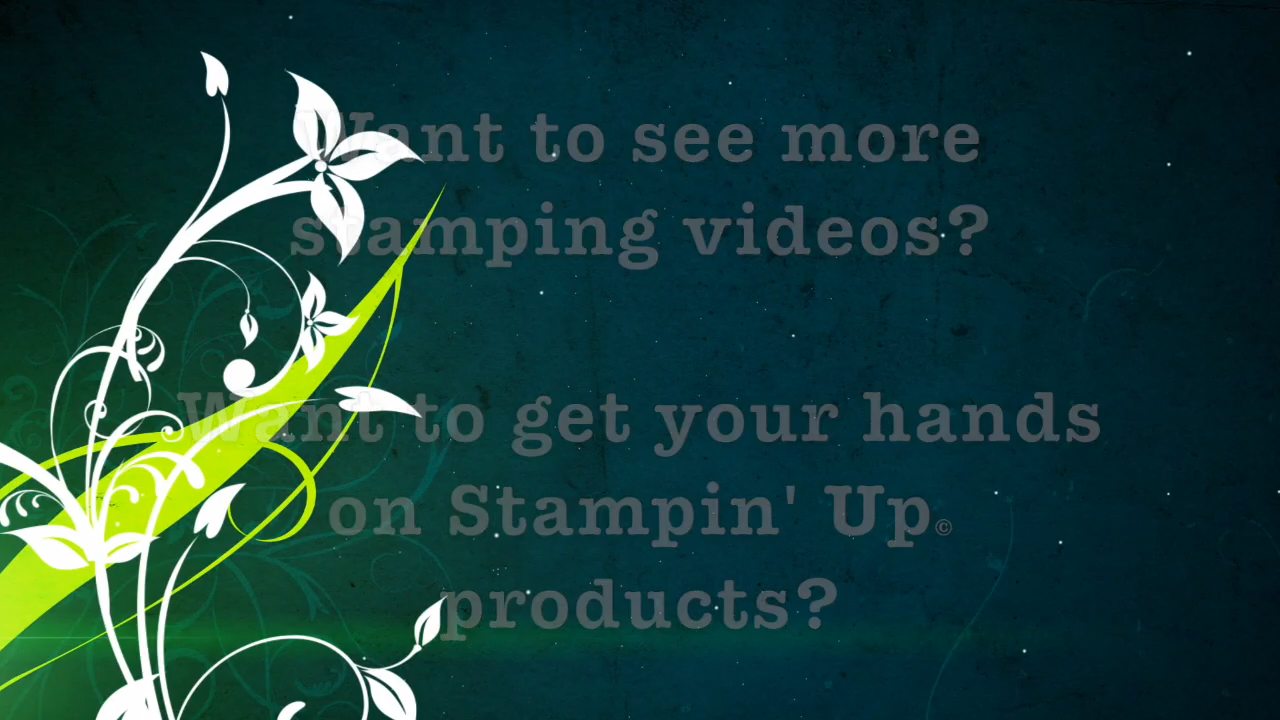 Want to see more
stamping videos?
Want to get your hands
on Stampin' Up©
products?